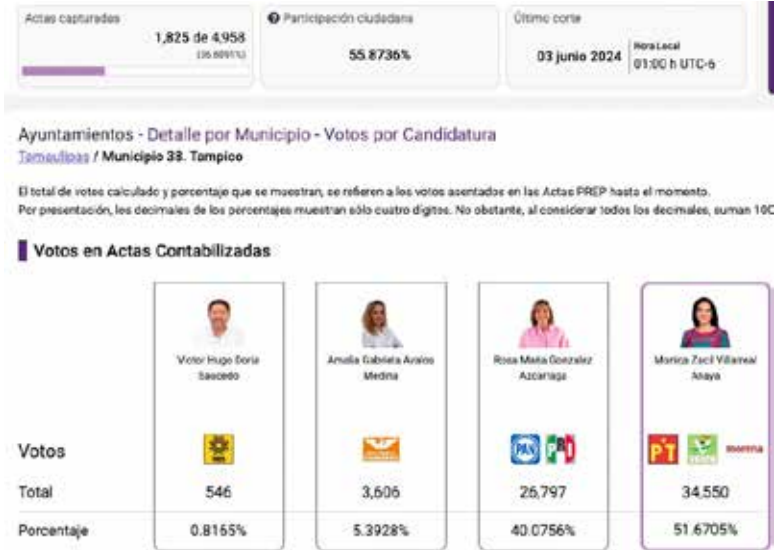 Actas capturadas
1,825 de 4,958
Participación ciudadana
55.8736%
Último corte
03 junio 2024
Hora Local
01:00 h UTC-6
Ayuntamientos - Detalle por Municipio - Votos por Candidatura
Tamaulipas / Municipio 38. Tampico
El total de votos calculado y porcentaje que se muestran, se refieren a los votos asentados en las Actas PREP hasta el momento.
Por presentación, los decimales de los porcentajes muestran sólo cuatro dígitos. No obstante, al considerar todos los decimales, suman
Votos en Actas Contabilizadas
Victor Hugo Doria Amalia Gabriela Avalos Rosa Maria Gonzalez Monica Zacil Villarreal
Saucedo Medina Azcarraga Anaya
Votos PRD PAN PRI PT VERDE morena
Total 546 3,606 26,797 34,550
Porcentaje 0.8165% 5.3928% 40.0756% 51.6705%